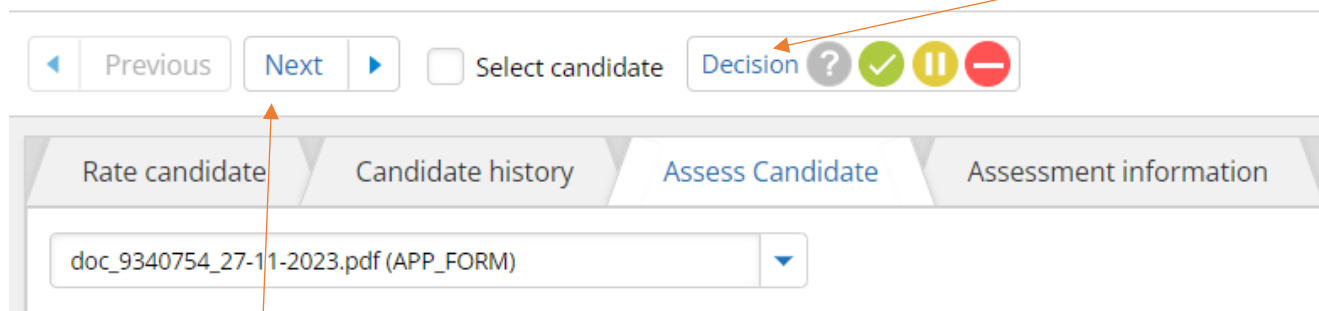 Previous Next Select candidate Decision ?
Rate candidate Candidate history Assess Candidate Assessment information
doc_9340754_27-11-2023.pdf (APP_FORM)